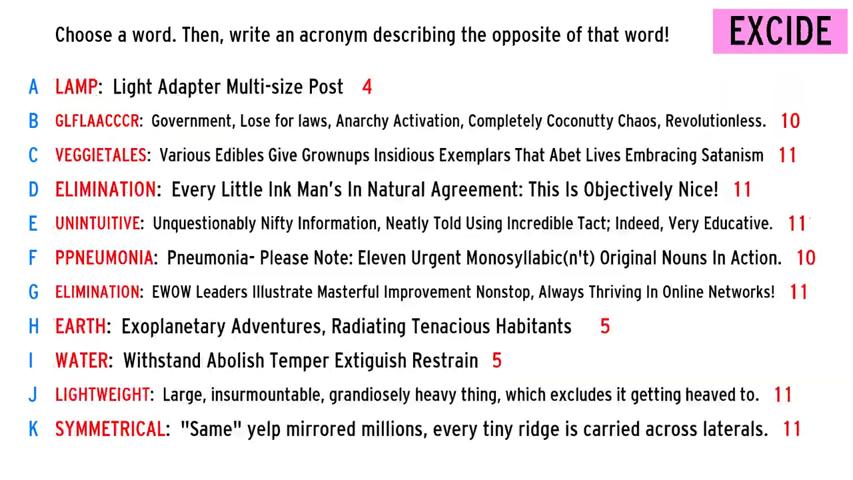 Choose a word. Then, write an acronym describing the opposite of that word!
EXCIDE
A LAMP: Light Adapter Multi-size Post 4
B GLFLAACCCR: Government, Lose for laws, Anarchy Activation, Completely Coconutty Chaos, Revolutionless. 10
C VEGGIETALES: Various Edibles Give Grownups Insidious Exemplars That Abet Lives Embracing Satanism 11
D ELIMINATION: Every Little Ink Man's In Natural Agreement: This Is Objectively Nice! 11
E UNINTUITIVE: Unquestionably Nifty Information, Neatly Told Using Incredible Tact; Indeed, Very Educative. 11
F PPNEUMONIA: Pneumonia- Please Note: Eleven Urgent Monosyllabic(n't) Original Nouns In Action. 10
G ELIMINATION: EWOW Leaders Illustrate Masterful Improvement Nonstop, Always Thriving In Online Networks! 11
H EARTH: Exoplanetary Adventures, Radiating Tenacious Habitants 5
I WATER: Withstand Abolish Temper Extiguish Restrain 5
J LIGHTWEIGHT: Large, insurmountable, grandiosely heavy thing, which excludes it getting heaved to. 11
K SYMMETRICAL: "Same" yelp mirrored millions, every tiny ridge is carried across laterals. 11